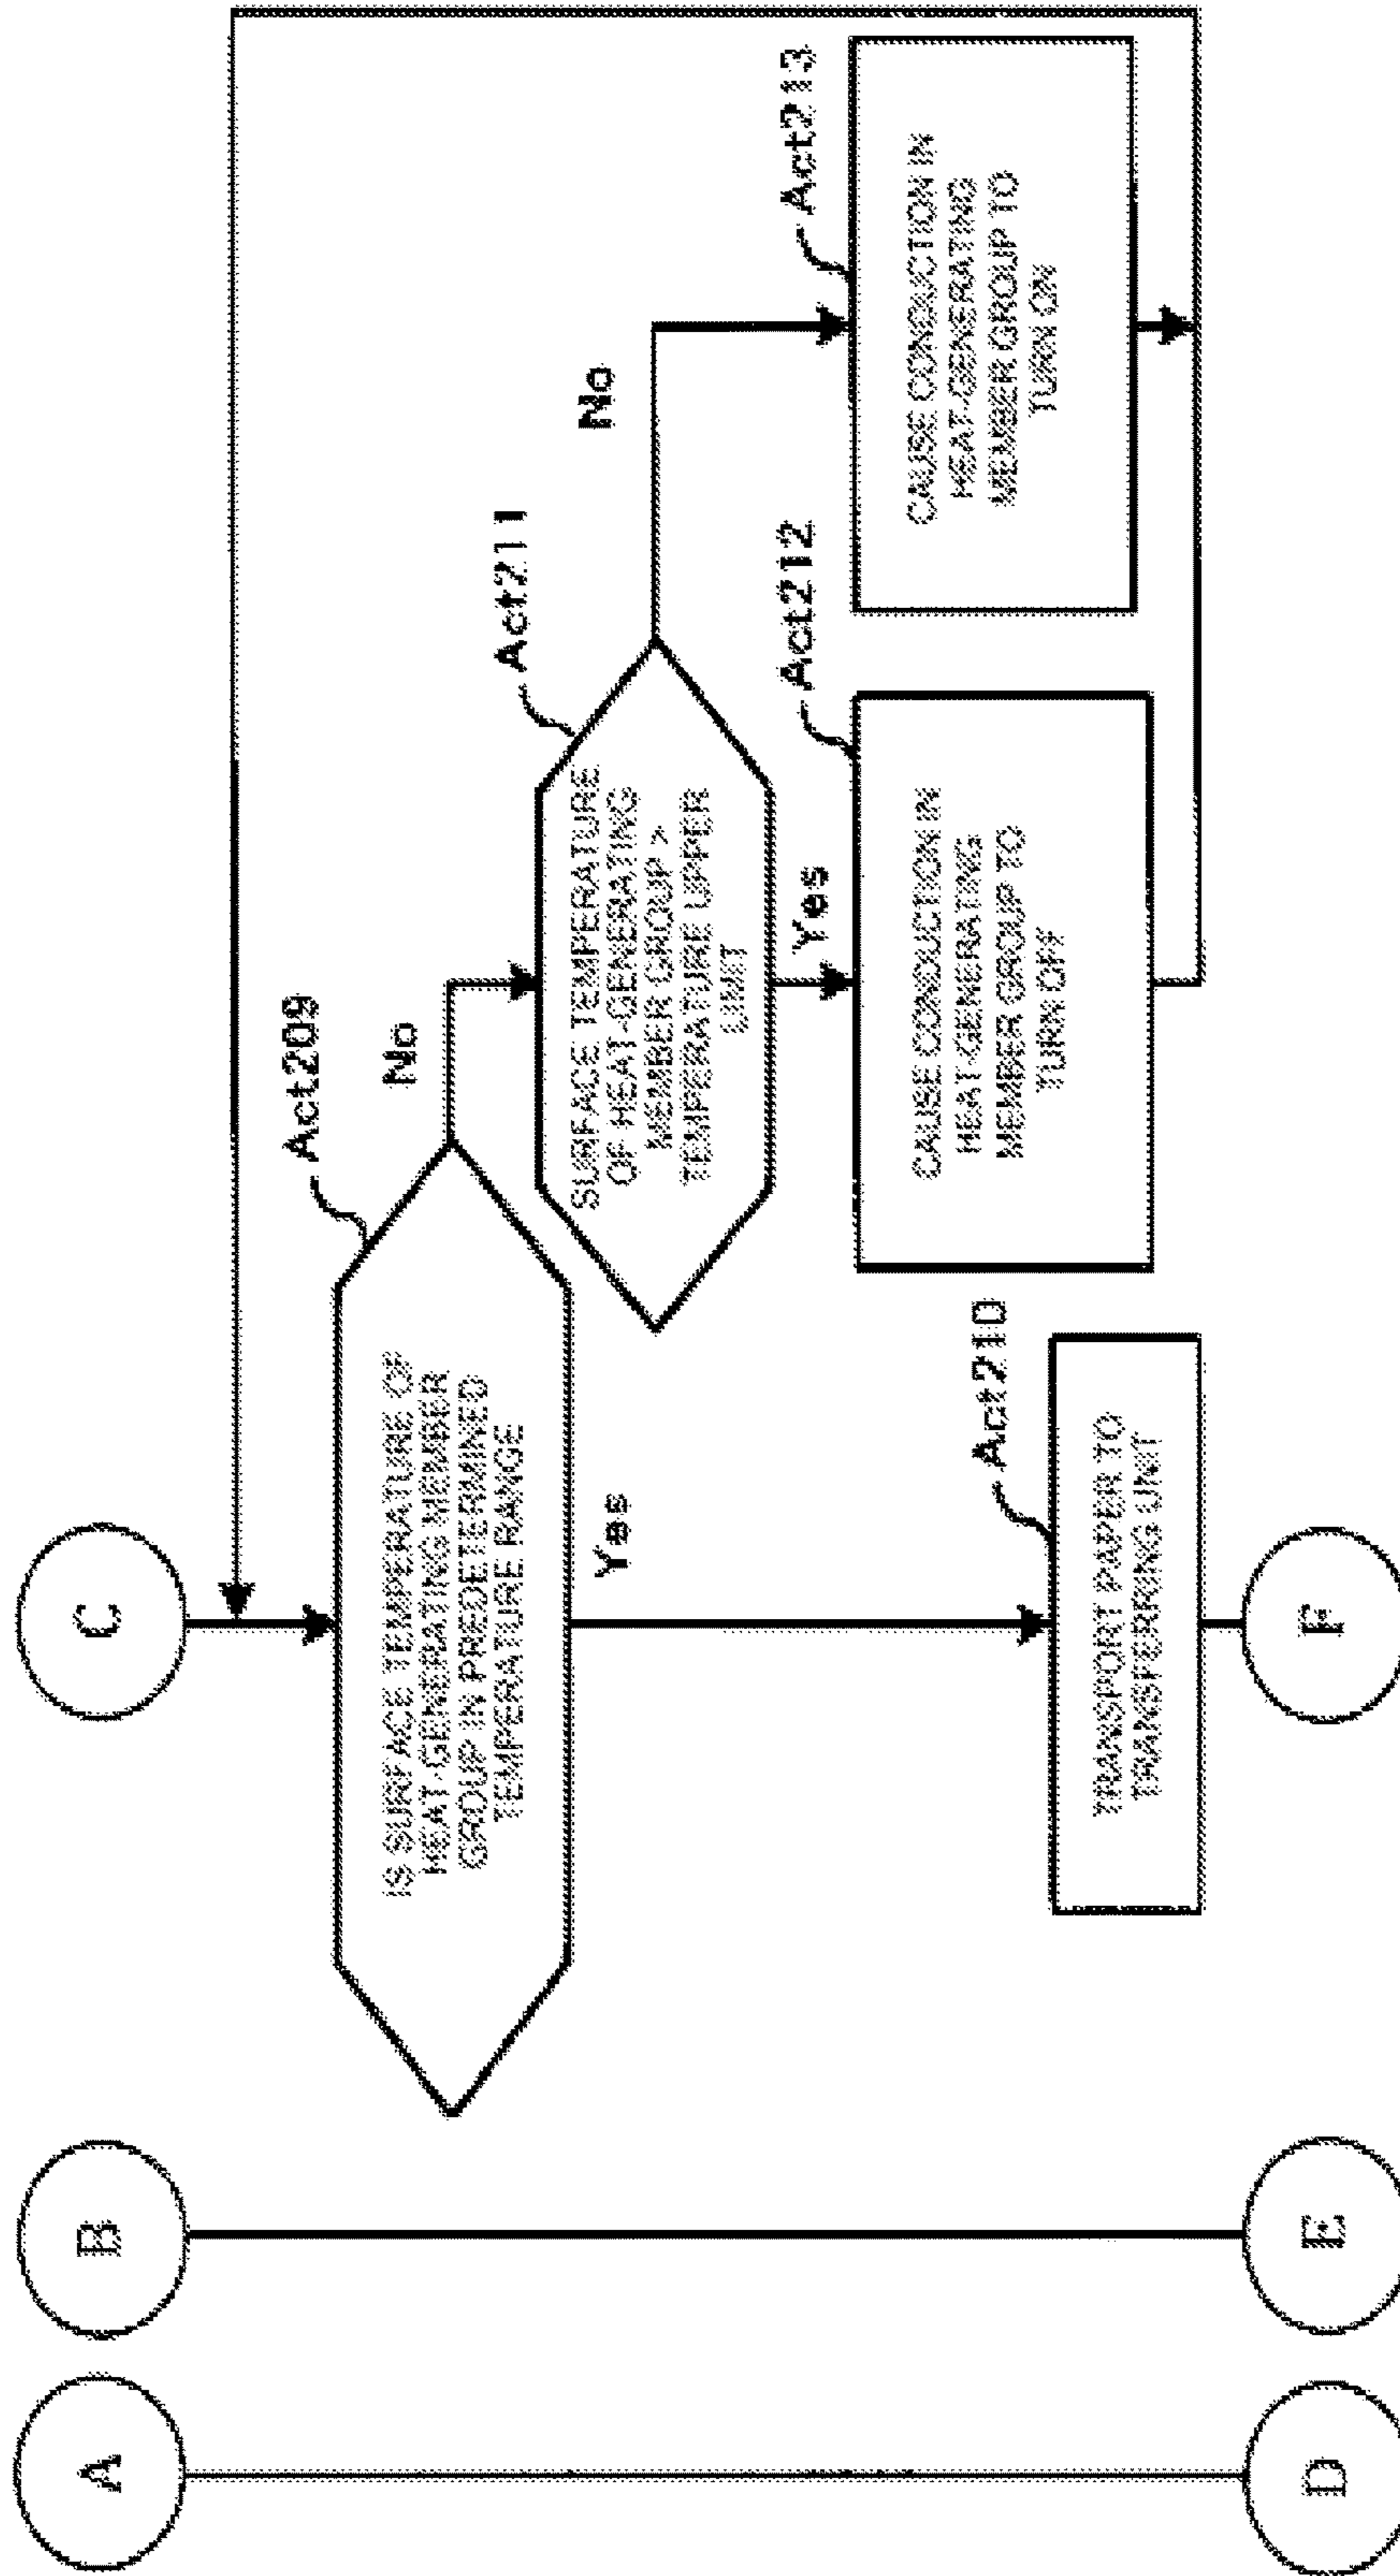 A
B
C
Act209
IS SURFACE TEMPERATURE OF
HEAT-GENERATING MEMBER
GROUP IN PREDETERMINED
TEMPERATURE RANGE
No
Yes
Act211
SURFACE TEMPERATURE
OF HEAT-GENERATING
MEMBER GROUP >
TEMPERATURE UPPER
LIMIT
No
Yes
Act210
TRANSPORT PAPER TO
TRANSFERRING UNIT
Act212
CAUSE CONDUCTION IN
HEAT-GENERATING
MEMBER GROUP TO
TURN OFF
Act213
CAUSE CONDUCTION IN
HEAT-GENERATING
MEMBER GROUP TO
TURN ON
D
E
F